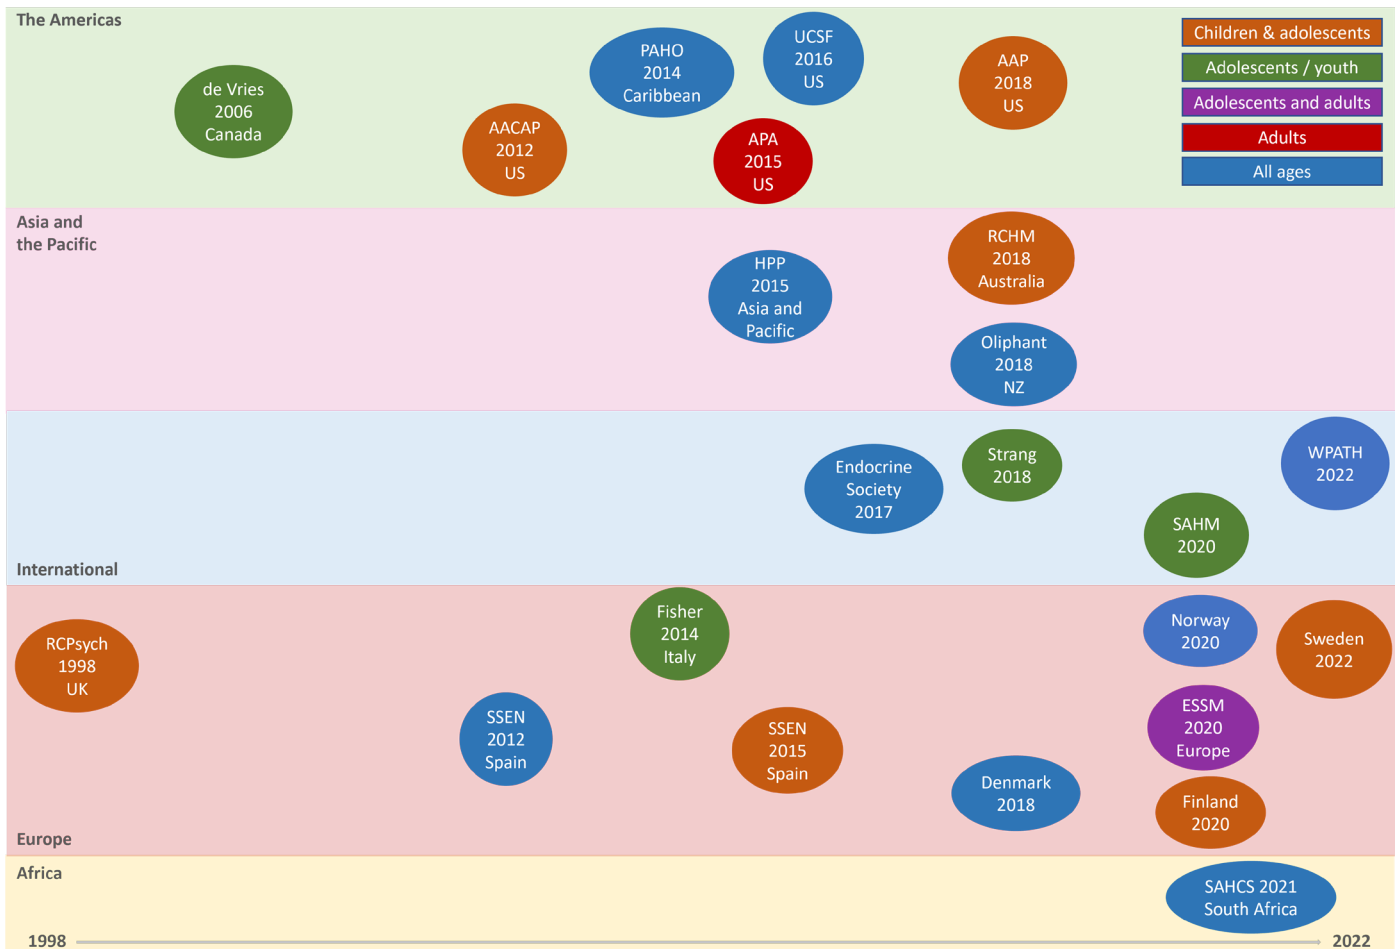 The Americas
de Vries
2006
Canada
AACAP
2012
US
PAHO
2014
Caribbean
UCSF
2016
US
APA
2015
US
AAP
2018
US
Children & adolescents
Adolescents / youth
Adolescents and adults
Adults
All ages
Asia and
the Pacific
HPP
2015
Asia and
Pacific
RCHM
2018
Australia
Oliphant
2018
NZ
International
Endocrine
Society
2017
Strang
2018
SAHM
2020
WPATH
2022
Europe
RCPsych
1998
UK
SSEN
2012
Spain
Fisher
2014
Italy
SSEN
2015
Spain
Denmark
2018
Norway
2020
ESSM
2020
Europe
Finland
2020
Sweden
2022
Africa
SAHCS 2021
South Africa
1998
2022